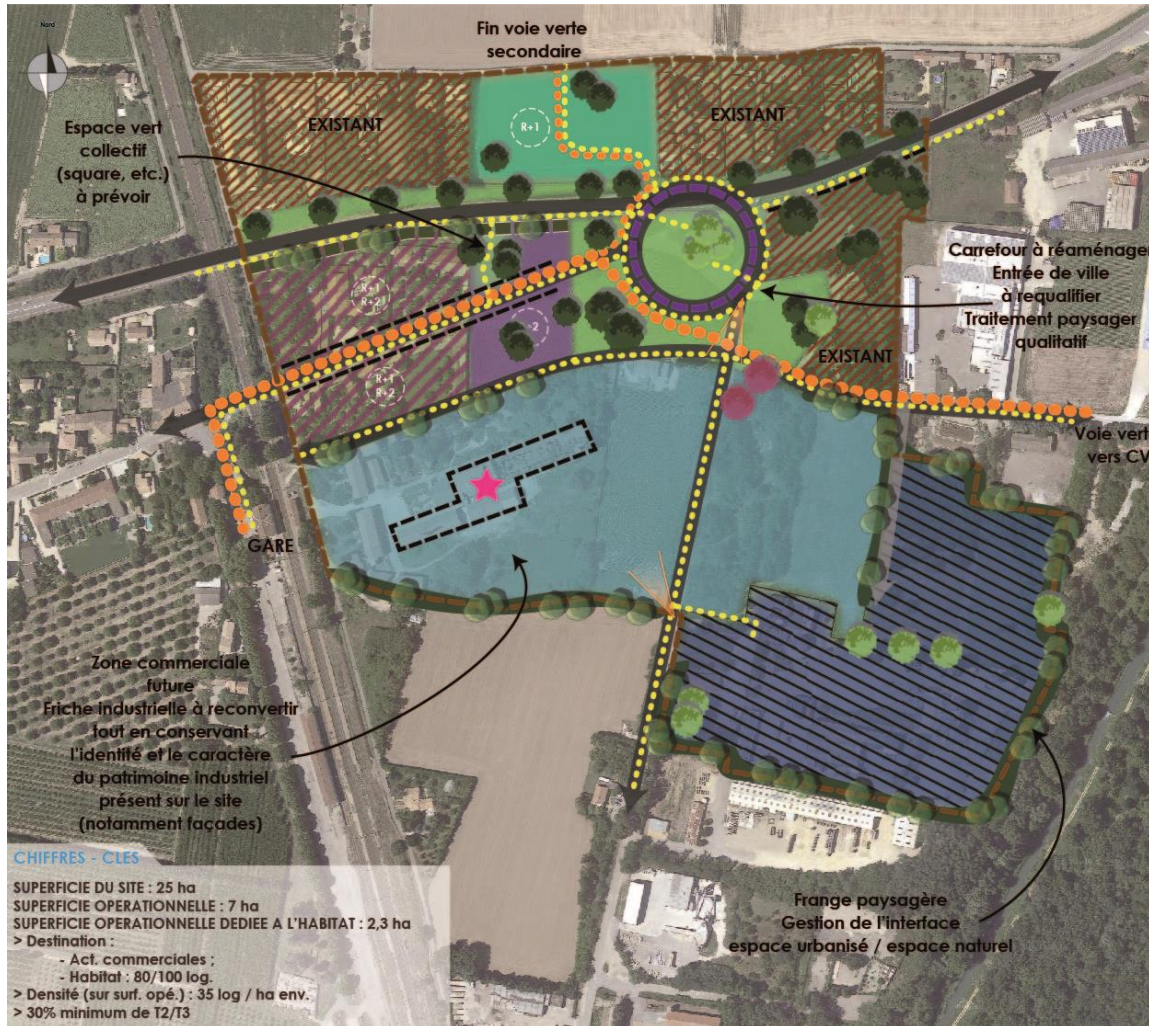 Nord
Fin voie verte
secondaire
EXISTANT
R+1
EXISTANT
Espace vert
collectif
(square, etc.)
à prévoir
Carrefour à réaménager
Entrée de ville
à requalifier
Traitement paysager
qualitatif
R+1
R+2
R+1
R+2
EXISTANT
Voie verte
vers CV
GARE
Zone commerciale
future
Friche industrielle à reconvertir
tout en conservant
l'identité et le caractère
du patrimoine industriel
présent sur le site
(notamment façades)
CHIFFRES - CLES
SUPERFICIE DU SITE : 25 ha
SUPERFICIE OPERATIONNELLE : 7 ha
SUPERFICIE OPERATIONNELLE DEDIEE A L'HABITAT : 2,3 ha
> Destination :
- Act. commerciales ;
- Habitat : 80/100 log.
> Densité (sur surf. opé.) : 35 log / ha env.
> 30% minimum de T2/T3
Frange paysagère
Gestion de l'interface
espace urbanisé / espace naturel